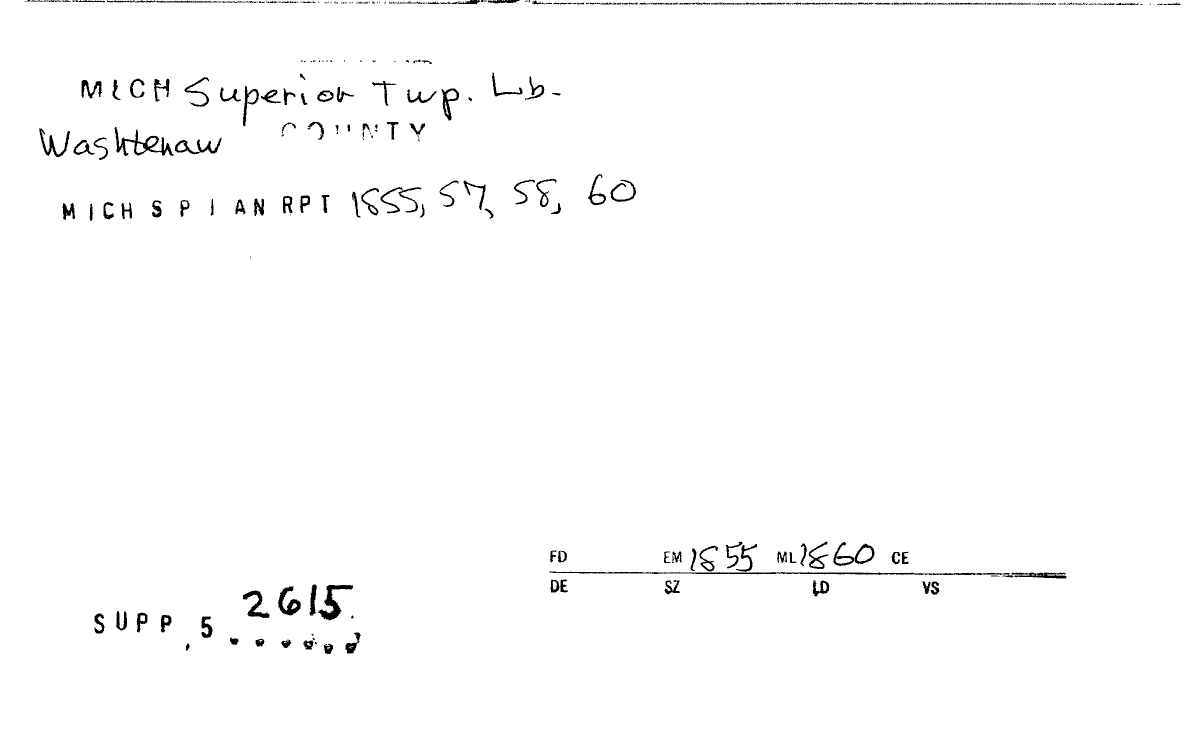 MICH Superior Twp. Lb.
Washtenaw COUNTY
MICH S P I AN RPT 1855, 57, 58, 60
FD EM 1855 ML 1860 CE
DE SZ LD VS
2615.
SUPP, 5......